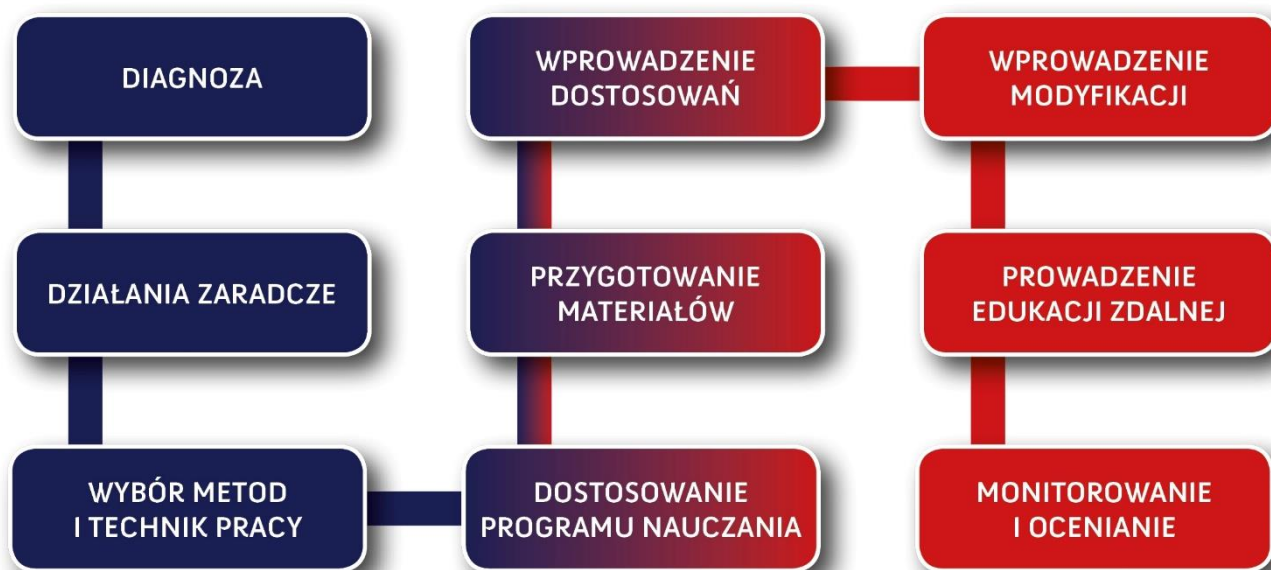 DIAGNOZA
DZIAŁANIA ZARADCZE
WYBÓR METOD
I TECHNIK PRACY
DOSTOSOWANIE
PROGRAMU NAUCZANIA
PRZYGOTOWANIE
MATERIAŁÓW
WPROWADZENIE
DOSTOSOWAŃ
WPROWADZENIE
MODYFIKACJI
PROWADZENIE
EDUKACJI ZDALNEJ
MONITOROWANIE
I OCENIANIE